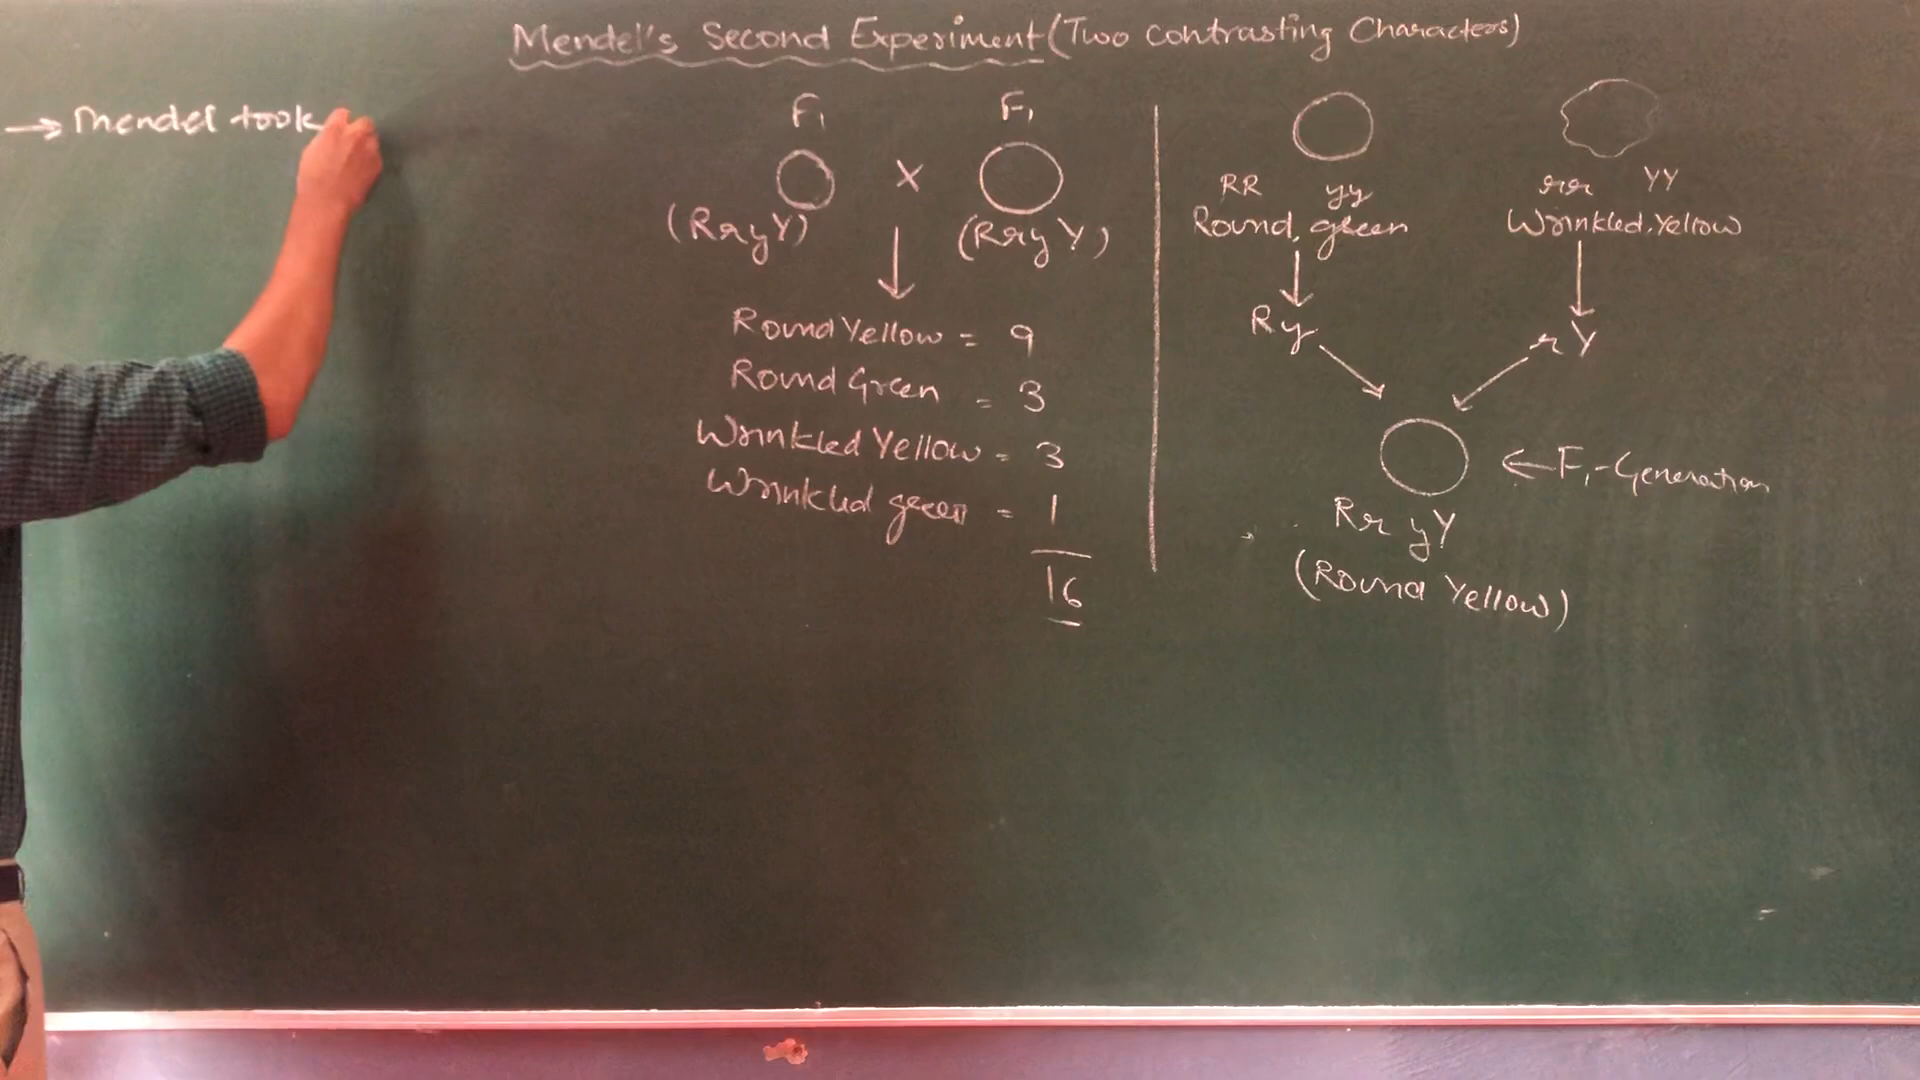 Mendel's Second Experiment (Two contrasting Characters)
→ Mendel took
F₁ F₁
X
(RryY) (RryY)
Round Yellow = 9
Round Green = 3
Wrinkled Yellow = 3
Wrinkled green = 1
16
RR yy
Round, green
rr YY
Wrinkled, Yellow
Ry rY
← F₁-Generation
Rr yY
(Round Yellow)